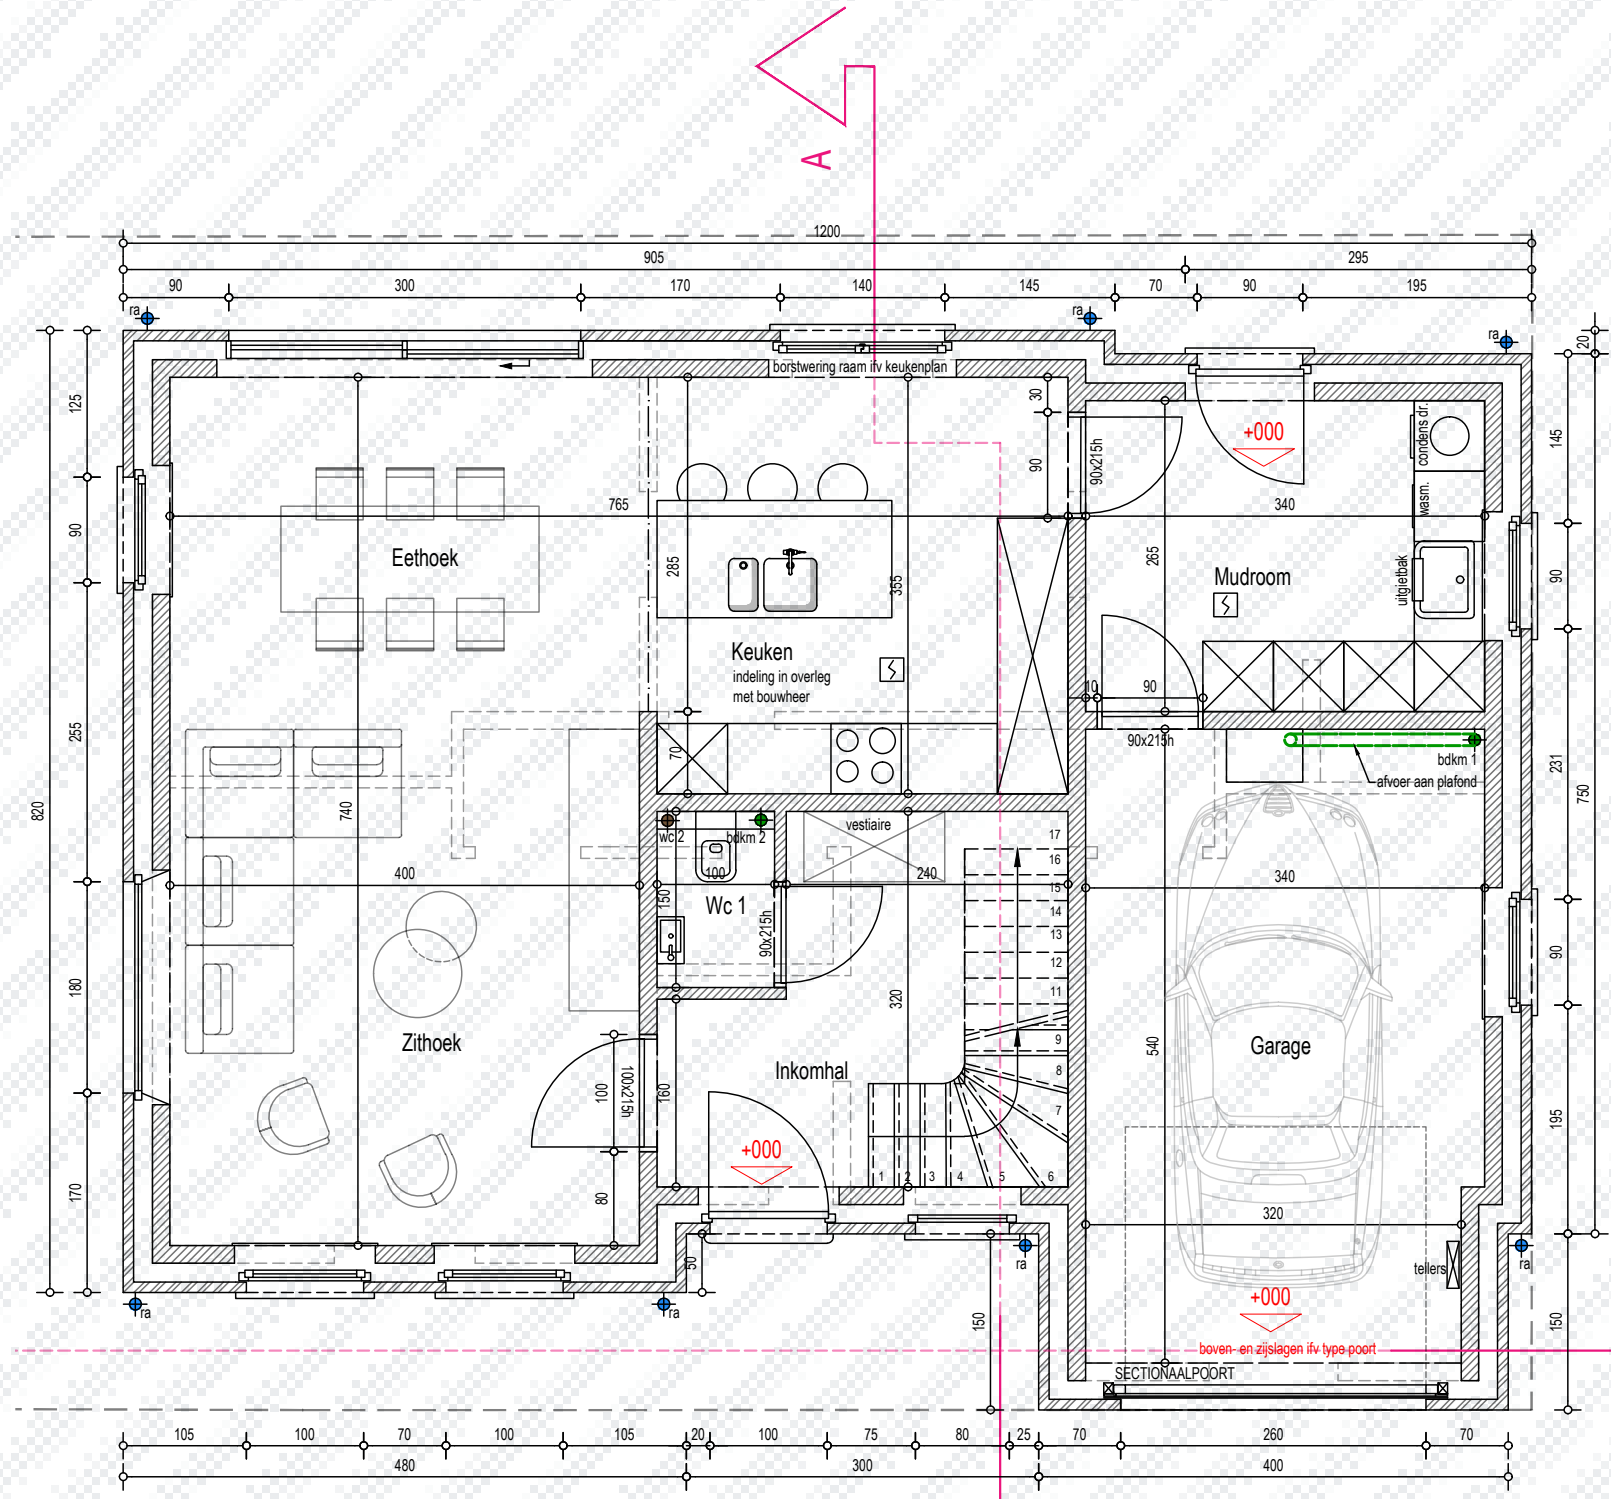 A
1200
905
295
90
300
170
140
145
70
90
195
ra
ra
ra
borstwering raam ifv keukenplan
820
125
90
255
180
170
20
750
145
90
231
90
195
150
30
90
90x215h
+000
condens dr.
wasm.
uitgietbak
765
340
Eethoek
285
355
265
Mudroom
Keuken
indeling in overleg
met bouwheer
10
90
90x215h
70
bdkm 1
afvoer aan plafond
740
wc 2
bdkm 2
vestiaire
400
100
240
340
150
Wc 1
90x215h
17
16
15
14
13
12
11
9
8
7
6
5
4
3
2
1
320
540
Zithoek
Inkomhal
Garage
100
100x215h
160
80
+000
50
320
tellers
ra
ra
ra
ra
150
+000
boven- en zijslagen ifv type poort
SECTIONAALPOORT
105
100
70
100
105
20
100
75
80
25
70
260
70
480
300
400